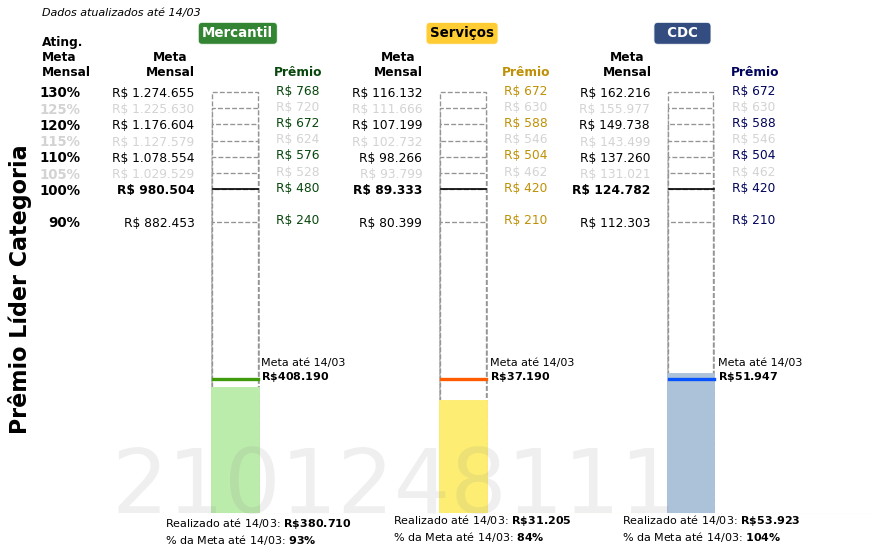 Dados atualizados até 14/03
Mercantil Serviços CDC
Ating.
Meta
Mensal
Meta
Mensal
Prêmio
Meta
Mensal
Prêmio
Meta
Mensal
Prêmio
130% R$ 1.274.655 R$ 768 R$ 116.132 R$ 672 R$ 162.216 R$ 672
125% R$ 1.225.630 R$ 720 R$ 111.666 R$ 630 R$ 155.977 R$ 630
120% R$ 1.176.604 R$ 672 R$ 107.199 R$ 588 R$ 149.738 R$ 588
115% R$ 1.127.579 R$ 624 R$ 102.732 R$ 546 R$ 143.499 R$ 546
110% R$ 1.078.554 R$ 576 R$ 98.266 R$ 504 R$ 137.260 R$ 504
105% R$ 1.029.529 R$ 528 R$ 93.799 R$ 462 R$ 131.021 R$ 462
100% R$ 980.504 R$ 480 R$ 89.333 R$ 420 R$ 124.782 R$ 420
90% R$ 882.453 R$ 240 R$ 80.399 R$ 210 R$ 112.303 R$ 210
Prêmio Líder Categoria
Meta até 14/03
R$408.190
Meta até 14/03
R$37.190
Meta até 14/03
R$51.947
2101248111
Realizado até 14/03: R$380.710
% da Meta até 14/03: 93%
Realizado até 14/03: R$31.205
% da Meta até 14/03: 84%
Realizado até 14/03: R$53.923
% da Meta até 14/03: 104%